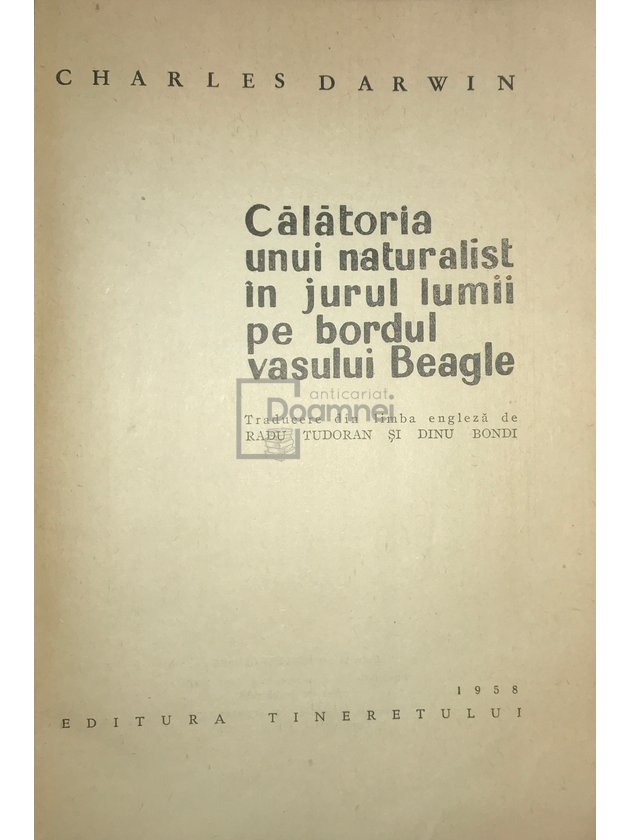 CHARLES DARWIN
Călătoria
unui naturalist
în jurul lumii
pe bordul
vasului Beagle
anticariat
Doamnei
Traducere din limba engleză de
RADU TUDORAN ȘI DINU BONDI
1958
EDITURA TINERETULUI